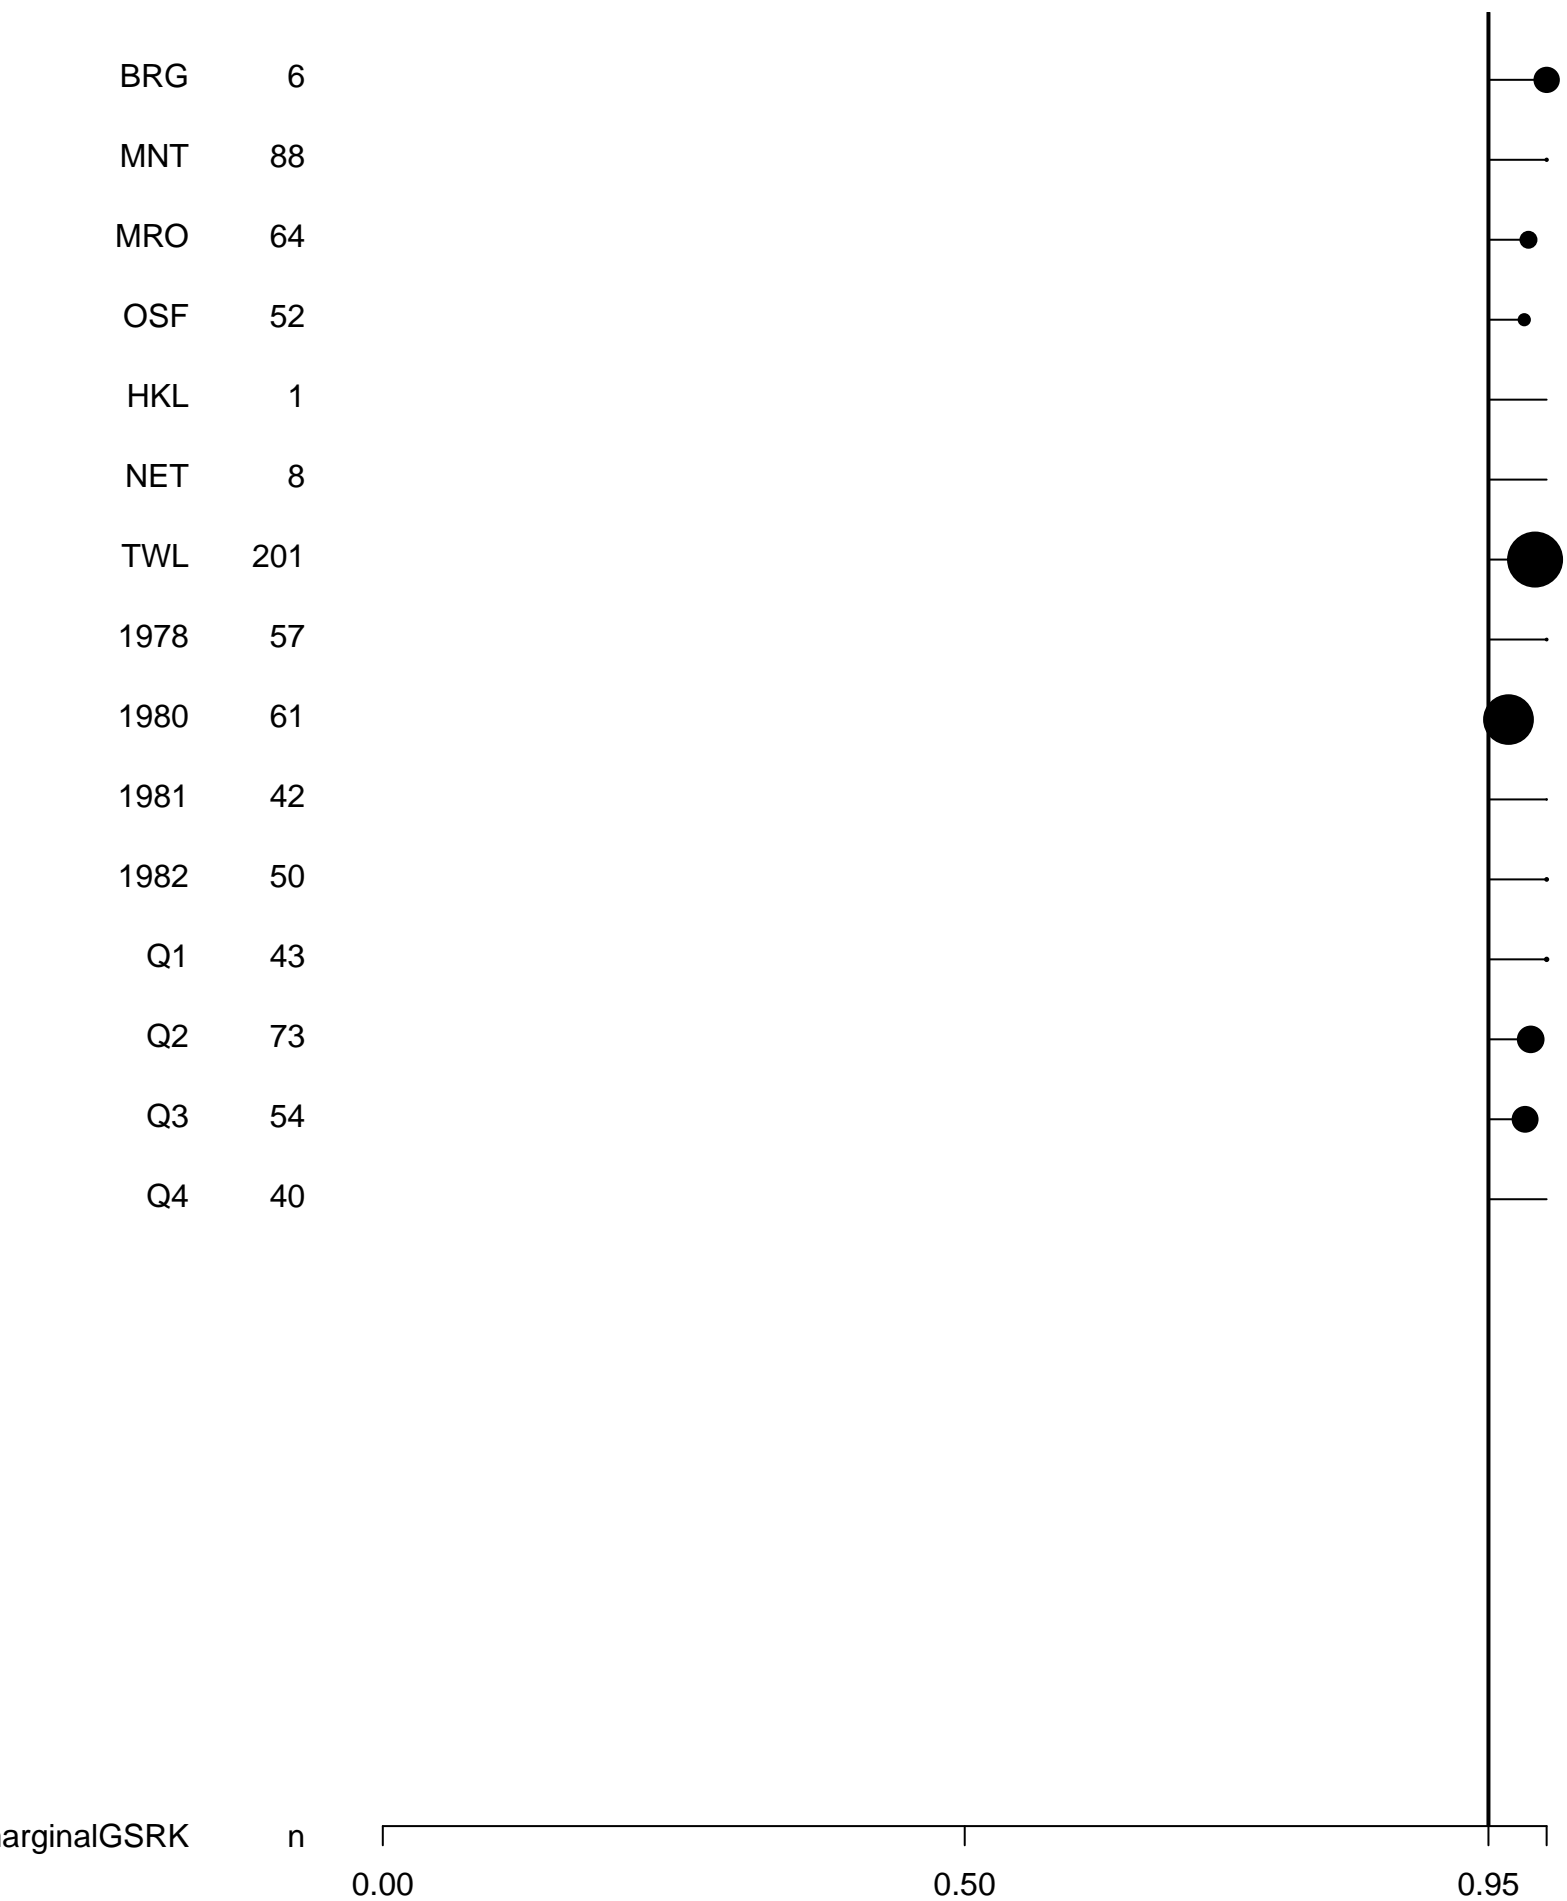 BRG 6
MNT 88
MRO 64
OSF 52
HKL 1
NET 8
TWL 201
1978 57
1980 61
1981 42
1982 50
Q1 43
Q2 73
Q3 54
Q4 40
arginalGSRK n
0.00 0.50 0.95